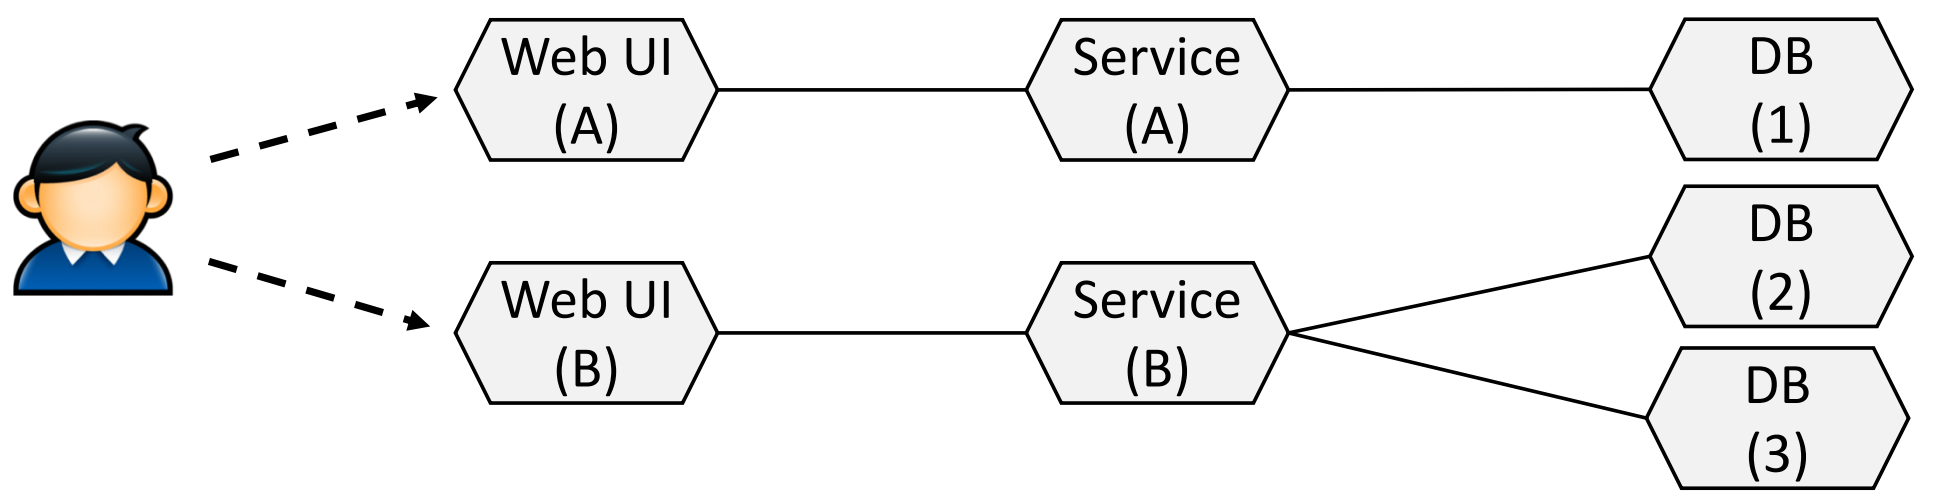 Web UI
(A)
Service
(A)
DB
(1)
Web UI
(B)
Service
(B)
DB
(2)
DB
(3)